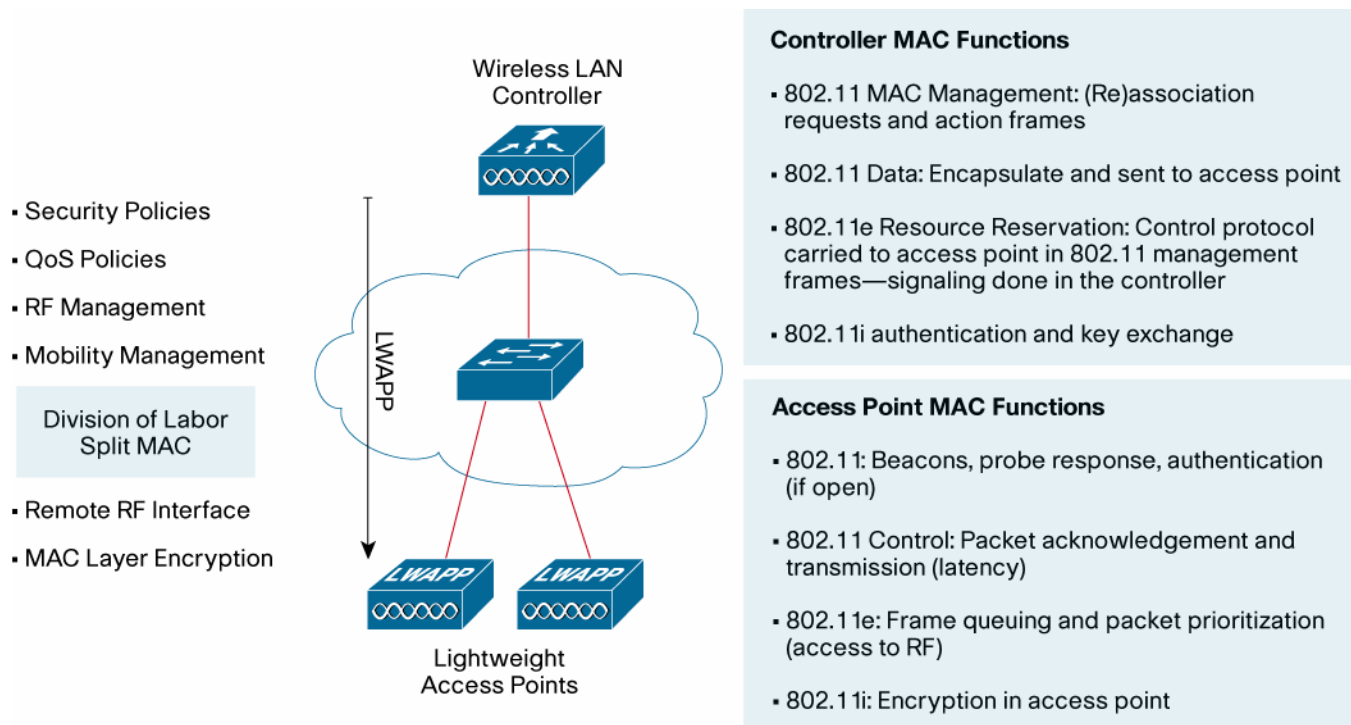 Wireless LAN
Controller
▪ Security Policies
▪ QoS Policies
▪ RF Management
▪ Mobility Management
Division of Labor
Split MAC
▪ Remote RF Interface
▪ MAC Layer Encryption
LWAPP
LWAPP
LWAPP
Lightweight
Access Points
Controller MAC Functions
▪ 802.11 MAC Management: (Re)association
requests and action frames
▪ 802.11 Data: Encapsulate and sent to access point
▪ 802.11e Resource Reservation: Control protocol
carried to access point in 802.11 management
frames—signaling done in the controller
▪ 802.11i authentication and key exchange
Access Point MAC Functions
▪ 802.11: Beacons, probe response, authentication
(if open)
▪ 802.11 Control: Packet acknowledgement and
transmission (latency)
▪ 802.11e: Frame queuing and packet prioritization
(access to RF)
▪ 802.11i: Encryption in access point